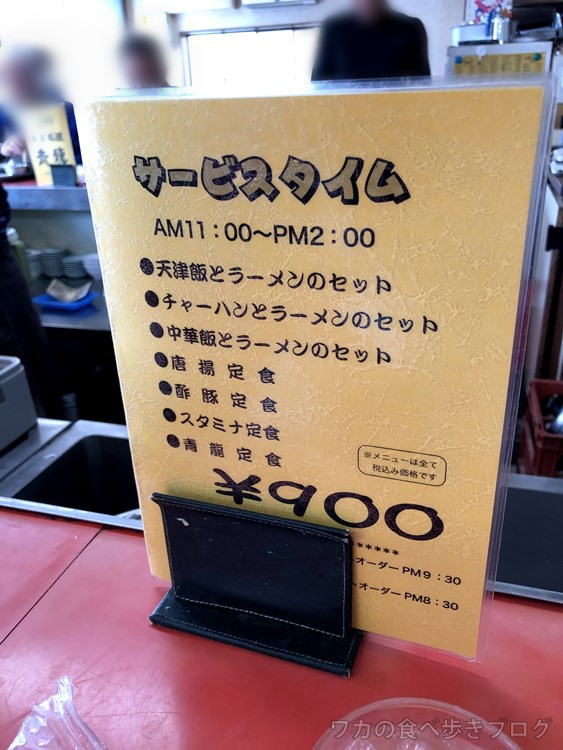 サービスタイム
AM11：00〜PM2：00
●天津飯とラーメンのセット
●チャーハンとラーメンのセット
●中華飯とラーメンのセット
●唐揚定食
●酢豚定食
●スタミナ定食
●青龍定食
※メニューは全て
税込み価格です
オーダー PM9：30
オーダー PM8：30
ワカの食べ歩きブログ